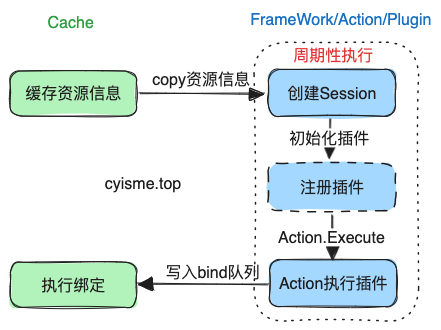 Cache
FrameWork/Action/Plugin
周期性执行
缓存资源信息
copy资源信息
创建Session
初始化插件
cyisme.top
注册插件
Action.Execute
执行绑定
写入bind队列
Action执行插件